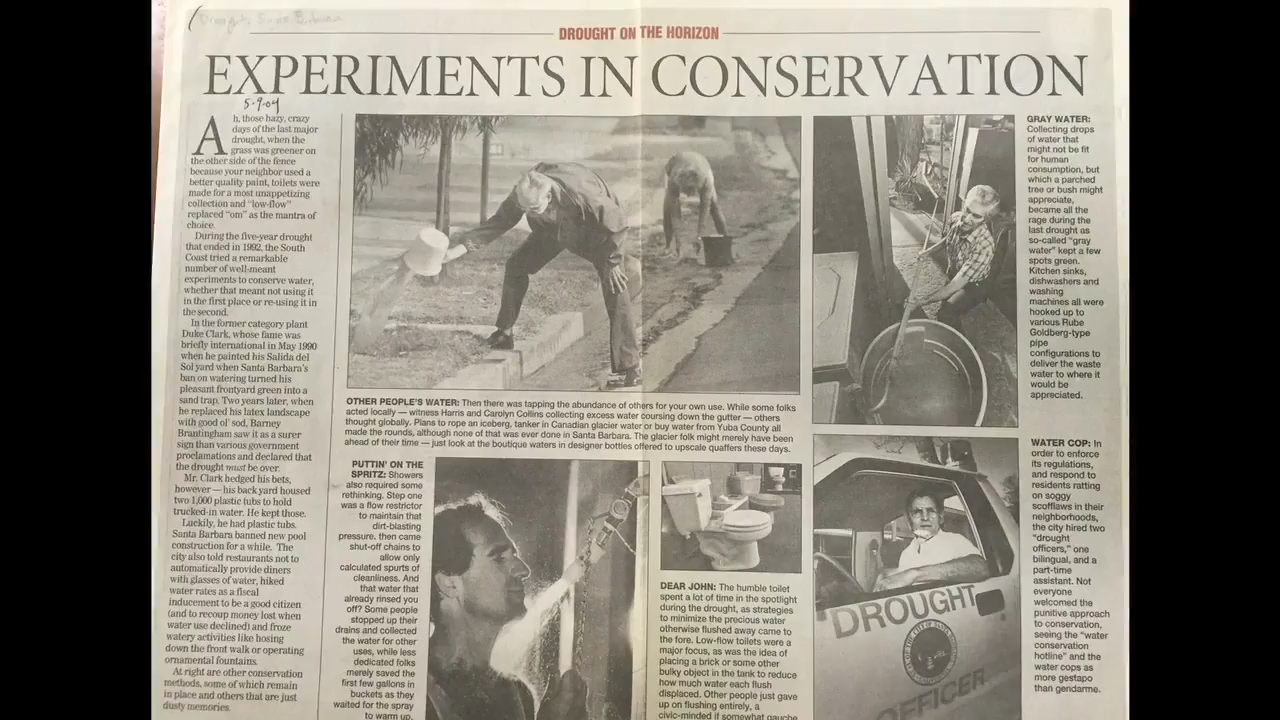 DROUGHT ON THE HORIZON
EXPERIMENTS IN CONSERVATION
5-9-04
Ah, those hazy, crazy
days of the last major
drought, when the
grass was greener on
the other side of the fence
because your neighbor used a
better quality paint, toilets were
made for a most unappetizing
collection and "low-flow"
replaced "om" as the mantra of
choice.
During the five-year drought
that ended in 1992, the South
Coast tried a remarkable
number of well-meant
experiments to conserve water,
whether that meant not using it
in the first place or re-using it in
the second.
In the former category plant
Duke Clark, whose fame was
briefly international in May 1990
when he painted his Salida del
Sol yard when Santa Barbara's
ban on watering turned his
pleasant frontyard green into a
sand trap. Two years later, when
he replaced his latex landscape
with good ol' sod, Barney
Brantingham saw it as a surer
sign than various government
proclamations and declared that
the drought must be over.
Mr. Clark hedged his bets,
however — his back yard housed
two 1,000 plastic tubs to hold
trucked-in water. He kept those.
Luckily, he had plastic tubs.
Santa Barbara banned new pool
construction for a while. The
city also told restaurants not to
automatically provide diners
with glasses of water, hiked
water rates as a fiscal
inducement to be a good citizen
(and to recoup money lost when
water use declined) and froze
watery activities like hosing
down the front walk or operating
ornamental fountains.
At right are other conservation
methods, some of which remain
in place and others that are just
dusty memories.
OTHER PEOPLE'S WATER: Then there was tapping the abundance of others for your own use. While some folks
acted locally — witness Harris and Carolyn Collins collecting excess water coursing down the gutter — others
thought globally. Plans to rope an iceberg, tanker in Canadian glacier water or buy water from Yuba County all
made the rounds, although none of that was ever done in Santa Barbara. The glacier folk might merely have been
ahead of their time — just look at the boutique waters in designer bottles offered to upscale quaffers these days.
PUTTIN' ON THE
SPRITZ: Showers
also required some
rethinking. Step one
was a flow restrictor
to maintain that
dirt-blasting
pressure. then came
shut-off chains to
allow only
calculated spurts of
cleanliness. And
that water that
already rinsed you
off? Some people
stopped up their
drains and collected
the water for other
uses, while less
dedicated folks
merely saved the
first few gallons in
buckets as they
waited for the spray
to warm up.
DEAR JOHN: The humble toilet
spent a lot of time in the spotlight
during the drought, as strategies
to minimize the precious water
otherwise flushed away came to
the fore. Low-flow toilets were a
major focus, as was the idea of
placing a brick or some other
bulky object in the tank to reduce
how much water each flush
displaced. Other people just gave
up on flushing entirely, a
civic-minded if somewhat gauche
GRAY WATER:
Collecting drops
of water that
might not be fit
for human
consumption, but
which a parched
tree or bush might
appreciate,
became all the
rage during the
last drought as
so-called "gray
water" kept a few
spots green.
Kitchen sinks,
dishwashers and
washing
machines all were
hooked up to
various Rube
Goldberg-type
pipe
configurations to
deliver the waste
water to where it
would be
appreciated.
WATER COP: In
order to enforce
its regulations,
and respond to
residents ratting
on soggy
scofflaws in their
neighborhoods,
the city hired two
"drought
officers," one
bilingual, and a
part-time
assistant. Not
everyone
welcomed the
punitive approach
to conservation,
seeing the "water
conservation
hotline" and the
water cops as
more gestapo
than gendarme.
DROUGHT
OFFICER